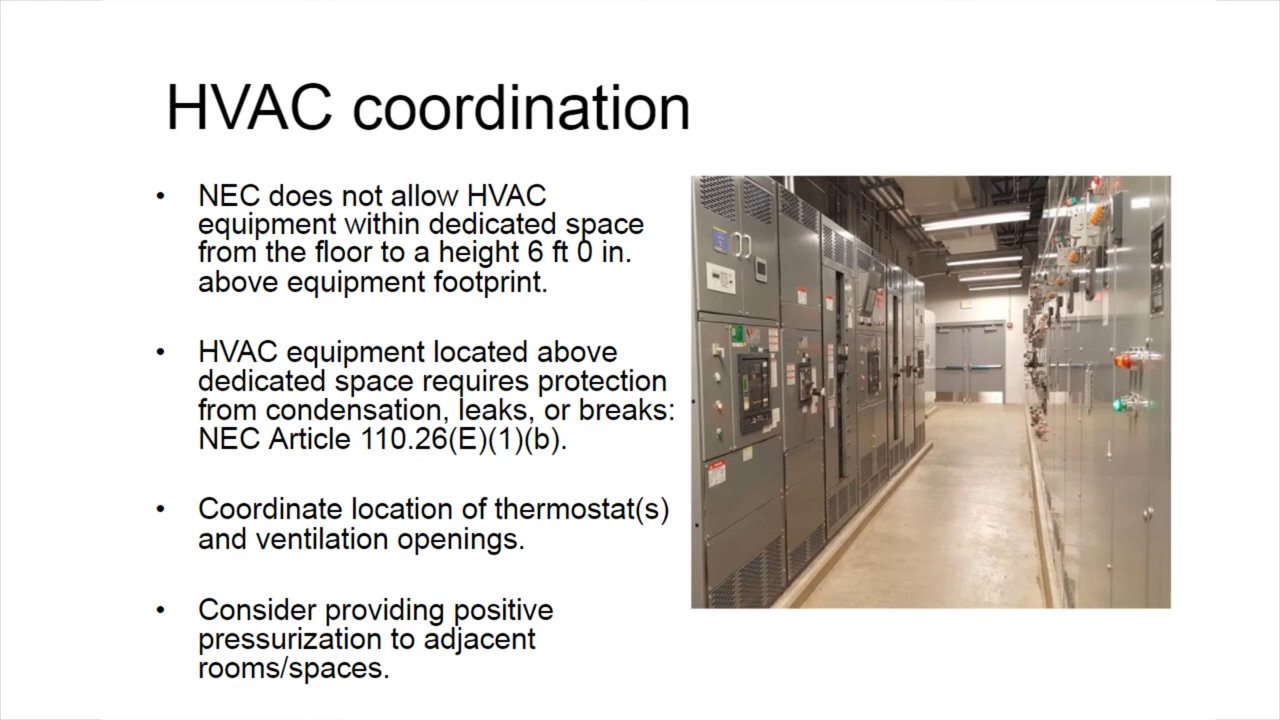 HVAC coordination
• NEC does not allow HVAC
equipment within dedicated space
from the floor to a height 6 ft 0 in.
above equipment footprint.
• HVAC equipment located above
dedicated space requires protection
from condensation, leaks, or breaks:
NEC Article 110.26(E)(1)(b).
• Coordinate location of thermostat(s)
and ventilation openings.
• Consider providing positive
pressurization to adjacent
rooms/spaces.